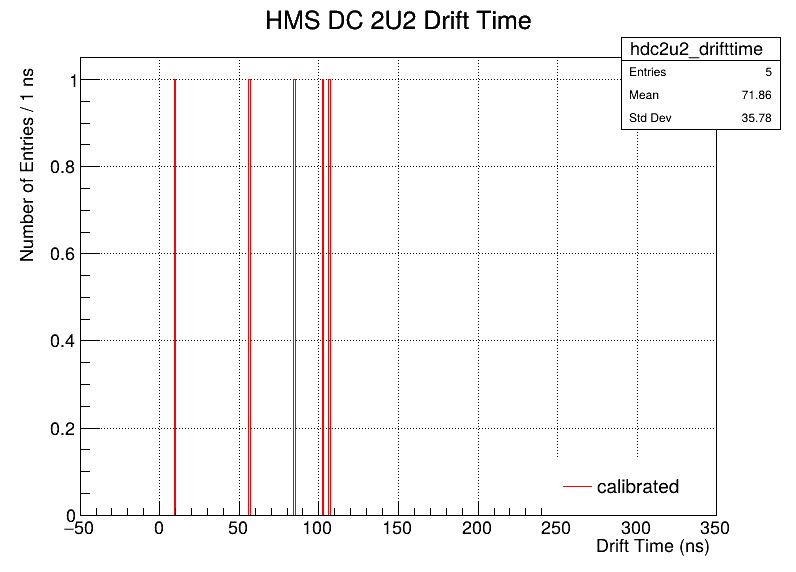 HMS DC 2U2 Drift Time
hdc2u2_drifttime
Entries 5
Mean 71.86
Std Dev 35.78
Number of Entries / 1 ns
1
0.8
0.6
0.4
0.2
0
−50 0 50 100 150 200 250 300 350
Drift Time (ns)
calibrated